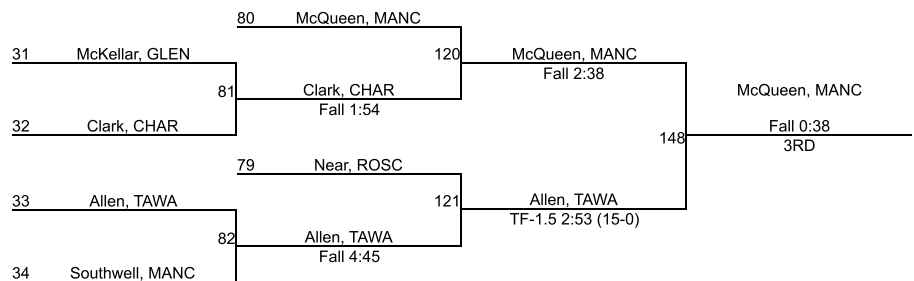 80 McQueen, MANC
31 McKellar, GLEN
120 McQueen, MANC
Fall 2:38
81 Clark, CHAR
Fall 1:54
McQueen, MANC
32 Clark, CHAR
148 Fall 0:38
3RD
79 Near, ROSC
33 Allen, TAWA
121 Allen, TAWA
TF-1.5 2:53 (15-0)
82 Allen, TAWA
Fall 4:45
34 Southwell, MANC